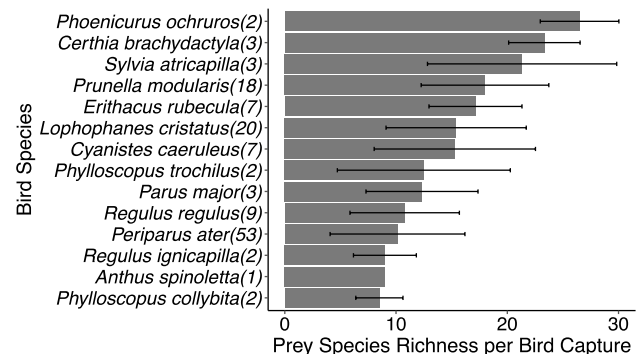 Bird Species
Phoenicurus ochruros(2)
Certhia brachydactyla(3)
Sylvia atricapilla(3)
Prunella modularis(18)
Erithacus rubecula(7)
Lophophanes cristatus(20)
Cyanistes caeruleus(7)
Phylloscopus trochilus(2)
Parus major(3)
Regulus regulus(9)
Periparus ater(53)
Regulus ignicapilla(2)
Anthus spinoletta(1)
Phylloscopus collybita(2)
0 10 20 30
Prey Species Richness per Bird Capture